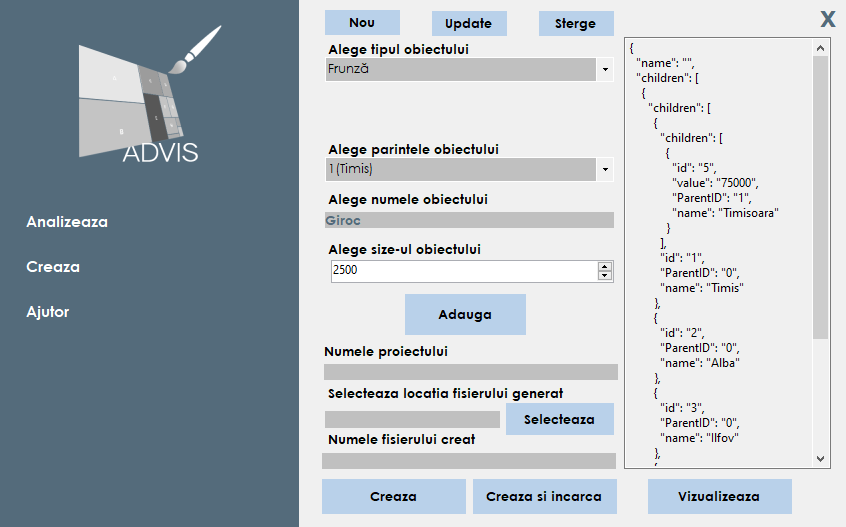 ADVIS
Analizeaza
Creaza
Ajutor
Nou
Update
Sterge
X
Alege tipul obiectului
Frunză
Alege parintele obiectului
1 (Timis)
Alege numele obiectului
Giroc
Alege size-ul obiectului
2500
Adauga
Numele proiectului
Selecteaza locatia fisierului generat
Selecteaza
Numele fisierului creat
Creaza
Creaza si incarca
{
"name": "",
"children": [
{
"children": [
{
"children": [
{
"id": "5",
"value": "75000",
"ParentID": "1",
"name": "Timisoara"
}
],
"id": "1",
"ParentID": "0",
"name": "Timis"
},
{
"id": "2",
"ParentID": "0",
"name": "Alba"
},
{
"id": "3",
"ParentID": "0",
"name": "Ilfov"
},
{
Vizualizeaza